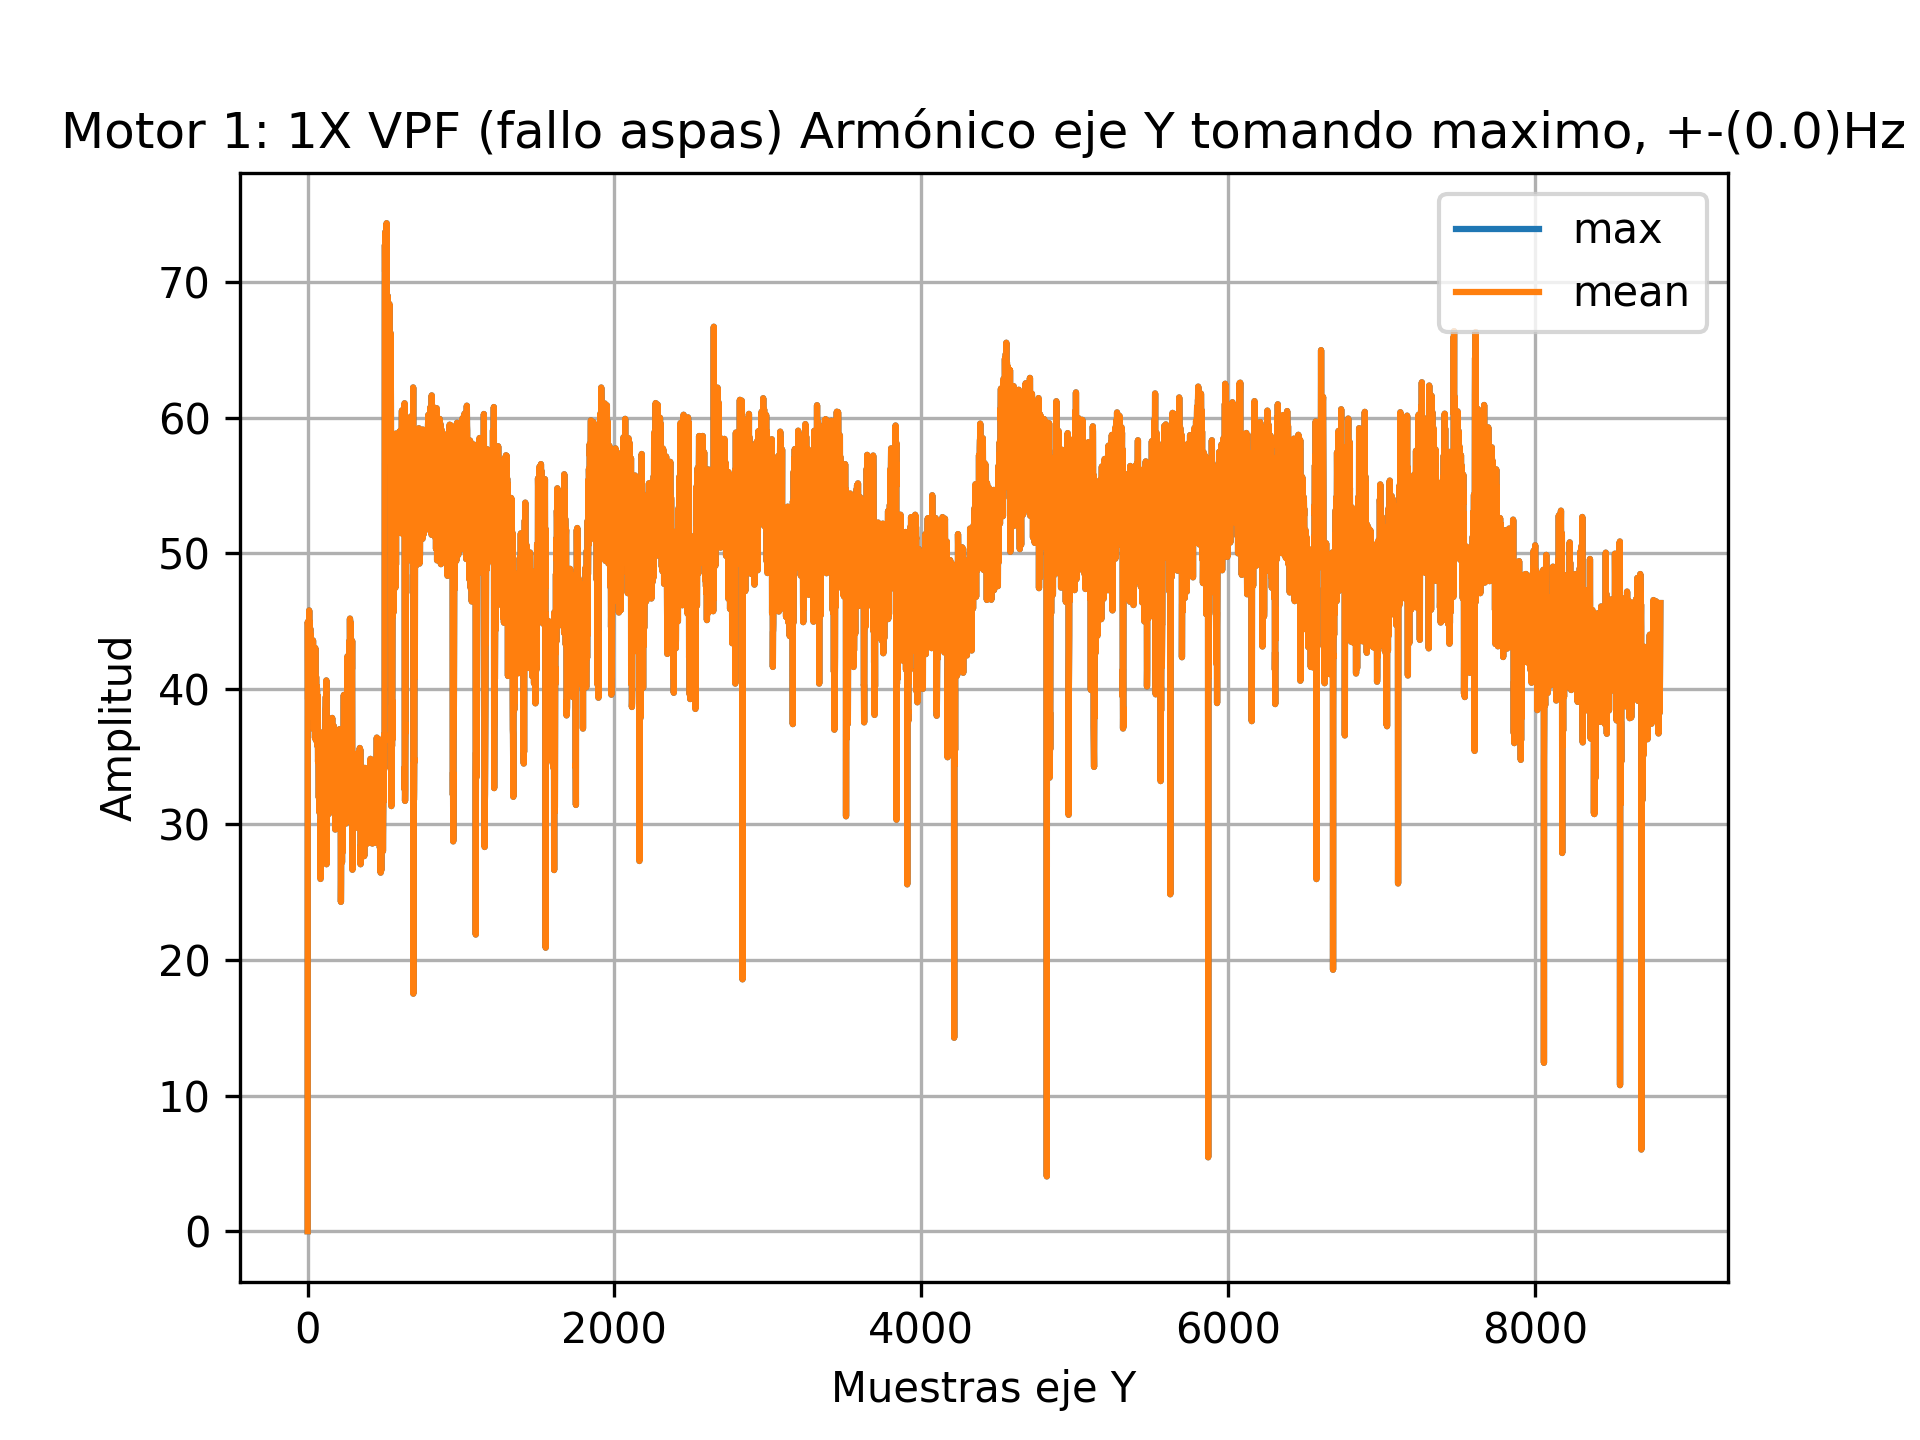 Motor 1: 1X VPF (fallo aspas) Armónico eje Y tomando maximo, +-(0.0)Hz
max
mean
70
60
50
40
30
20
10
0
Amplitud
0 2000 4000 6000 8000
Muestras eje Y